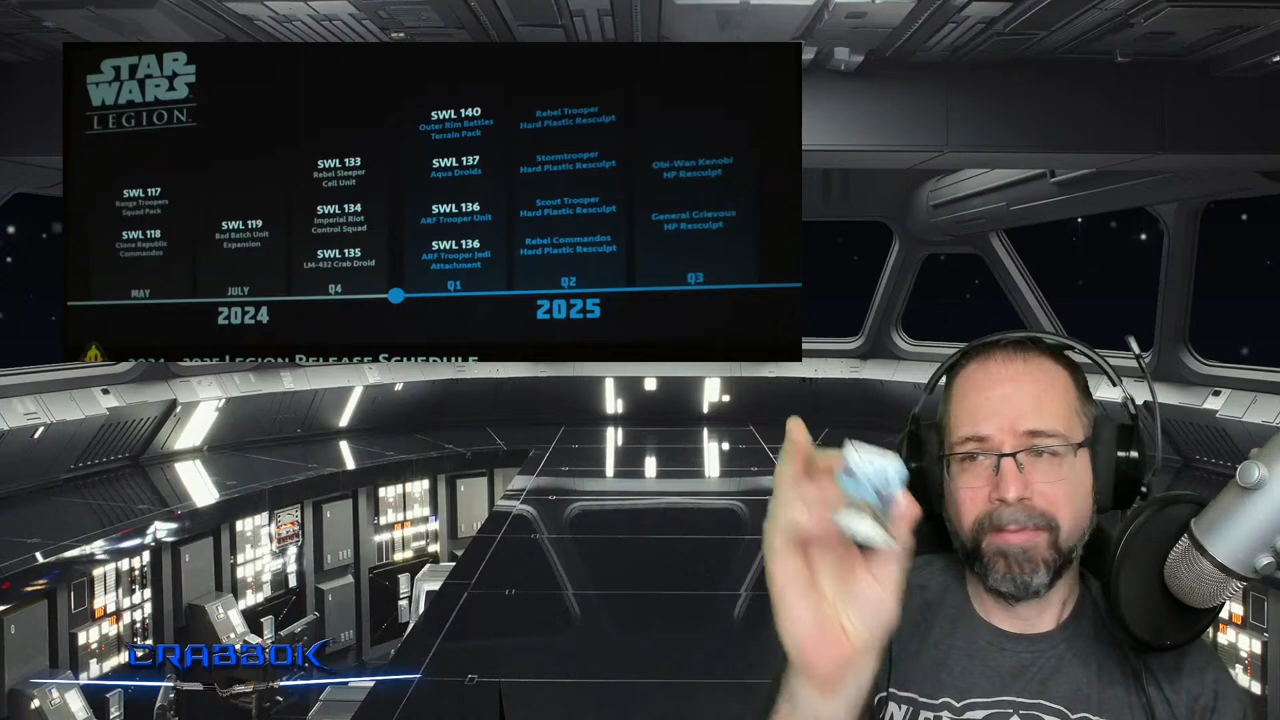 STAR
WARS
LEGION
SWL 117
Range Troopers
Squad Pack
SWL 118
Clone Republic
Commandos
MAY
SWL 119
Bad Batch Unit
Expansion
JULY
SWL 133
Rebel Sleeper
Cell Unit
SWL 134
Imperial Riot
Control Squad
SWL 135
LM-432 Crab Droid
Q4
2024
SWL 140
Outer Rim Battles
Terrain Pack
SWL 137
Aqua Droids
SWL 136
ARF Trooper Unit
SWL 136
ARF Trooper Jedi
Attachment
Q1
Rebel Trooper
Hard Plastic Resculpt
Stormtrooper
Hard Plastic Resculpt
Scout Trooper
Hard Plastic Resculpt
Rebel Commandos
Hard Plastic Resculpt
Q2
Obi-Wan Kenobi
HP Resculpt
General Grievous
HP Resculpt
Q3
2025
2024 - 2025 LEGION RELEASE SCHEDULE
CRABBOK